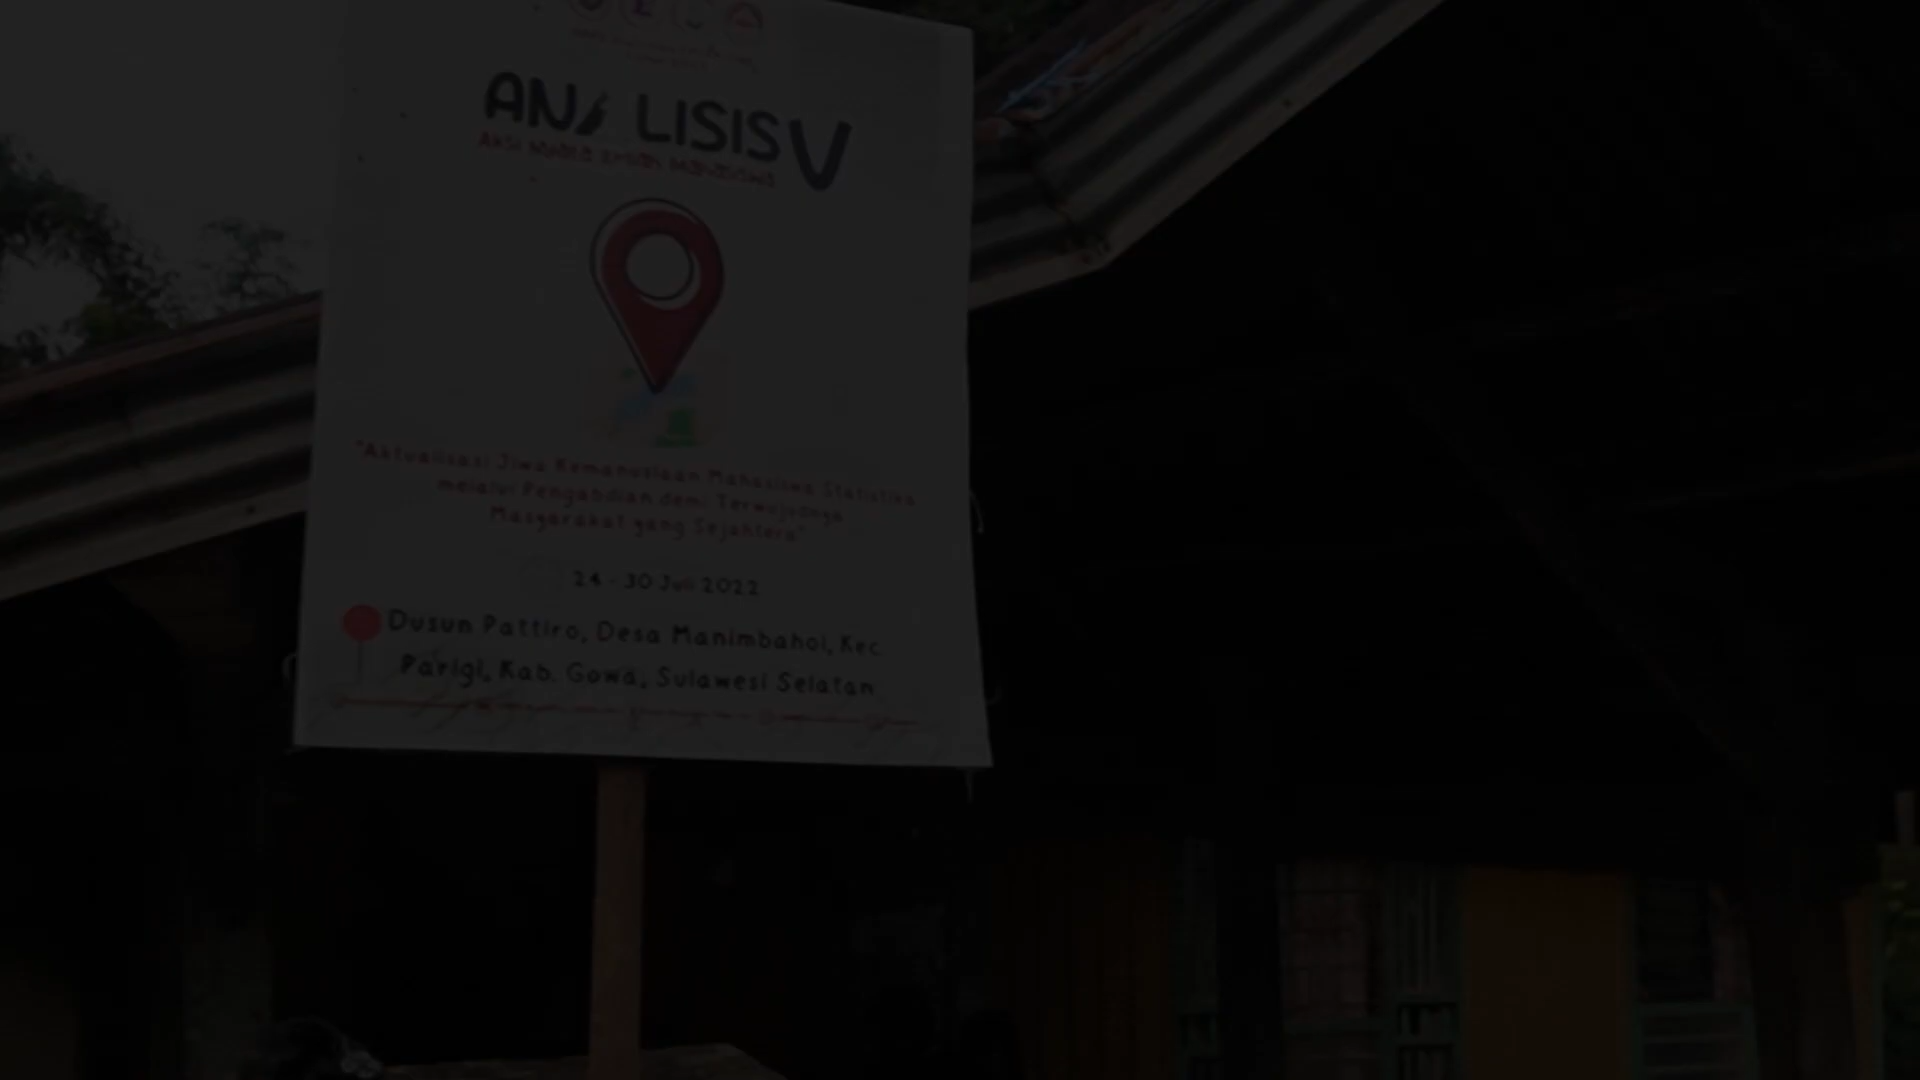 ANALISIS V
"Aktualisasi Jiwa Kemanusiaan Mahasiswa Statistika
melalui Pengabdian demi Terwujudnya
Masyarakat yang Sejahtera"
24 - 30 Juli 2022
Dusun Pattiro, Desa Manimbahoi, Kec.
Parigi, Kab. Gowa, Sulawesi Selatan